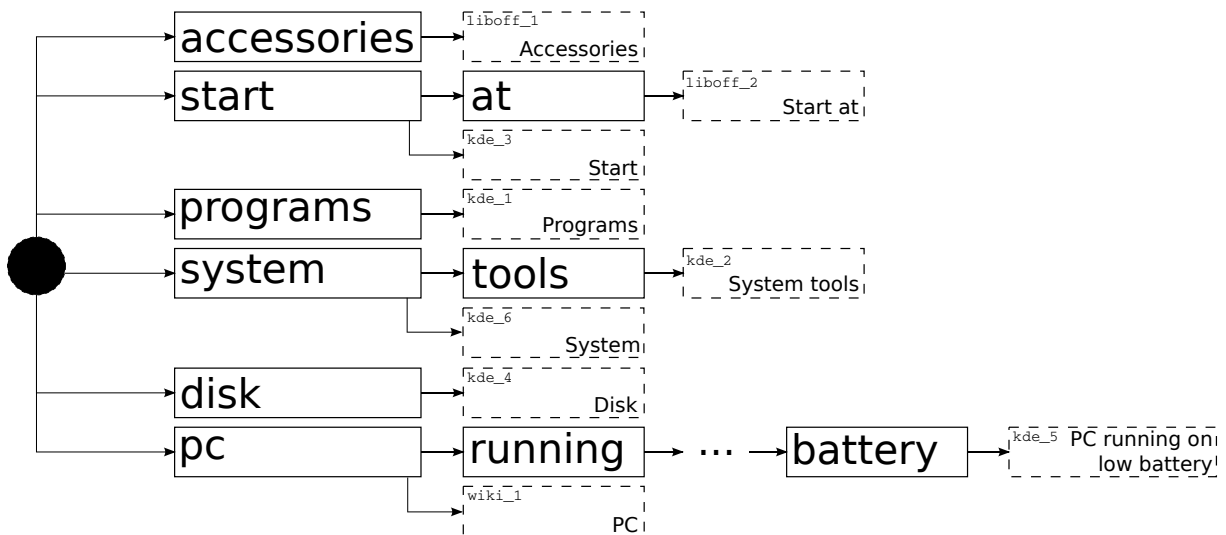 accessories
liboff_1
Accessories
start
at
liboff_2
Start at
kde_3
Start
programs
kde_1
Programs
system
tools
kde_2
System tools
kde_6
System
disk
kde_4
Disk
pc
running
...
battery
kde_5 PC running on
low battery
wiki_1
PC